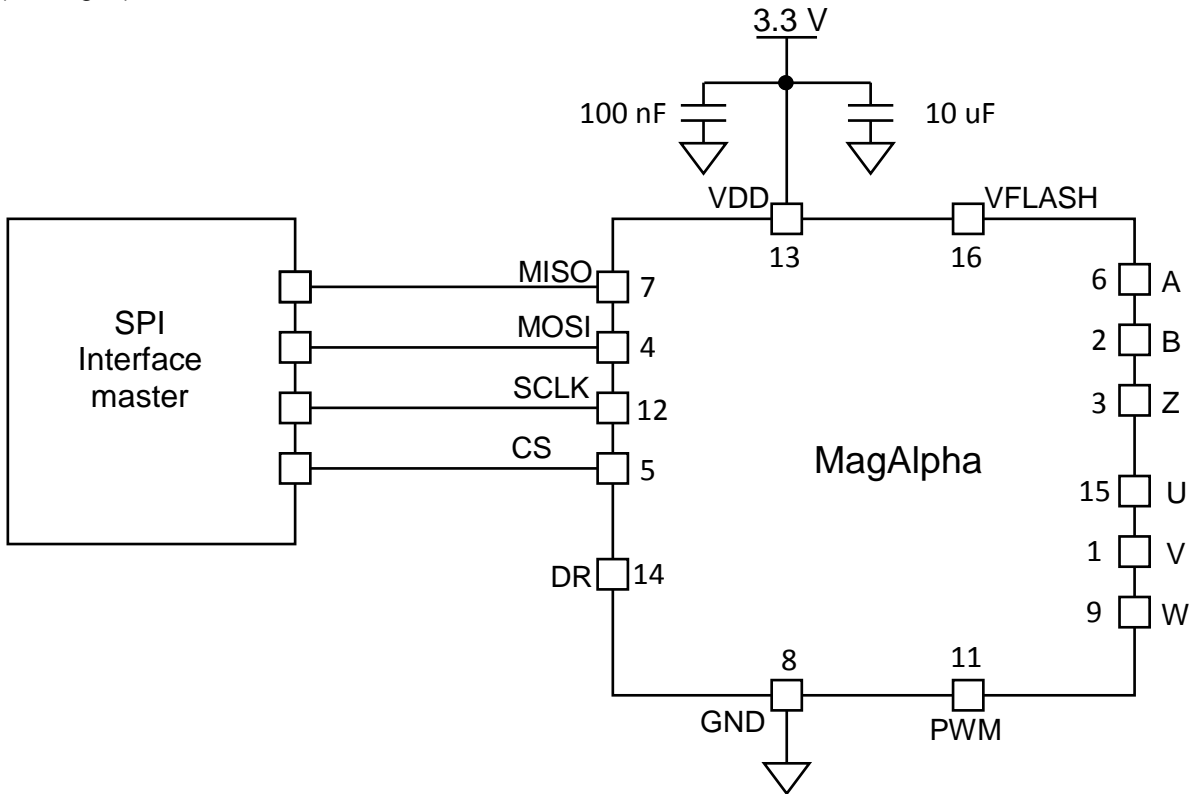 3.3 V
100 nF
10 uF
VDD
VFLASH
13
16
SPI
Interface
master
MISO
7
MOSI
4
SCLK
12
CS
5
DR
14
MagAlpha
6
A
2
B
3
Z
15
U
1
V
9
W
8
11
GND
PWM